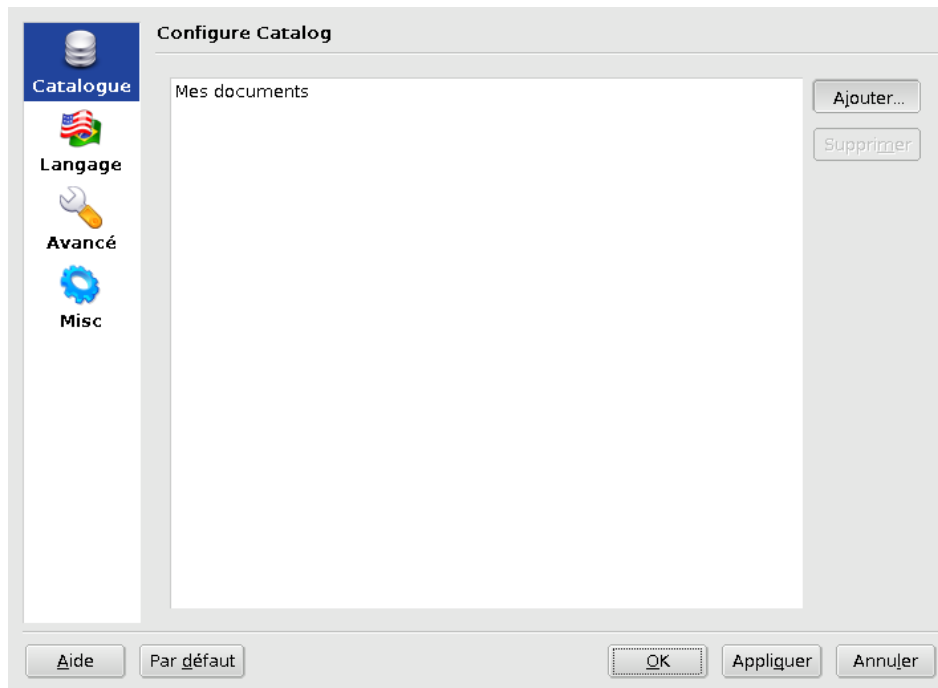 Configure Catalog
Catalogue
Langage
Avancé
Misc
Mes documents
Ajouter...
Supprimer
Aide
Par défaut
OK
Appliquer
Annuler